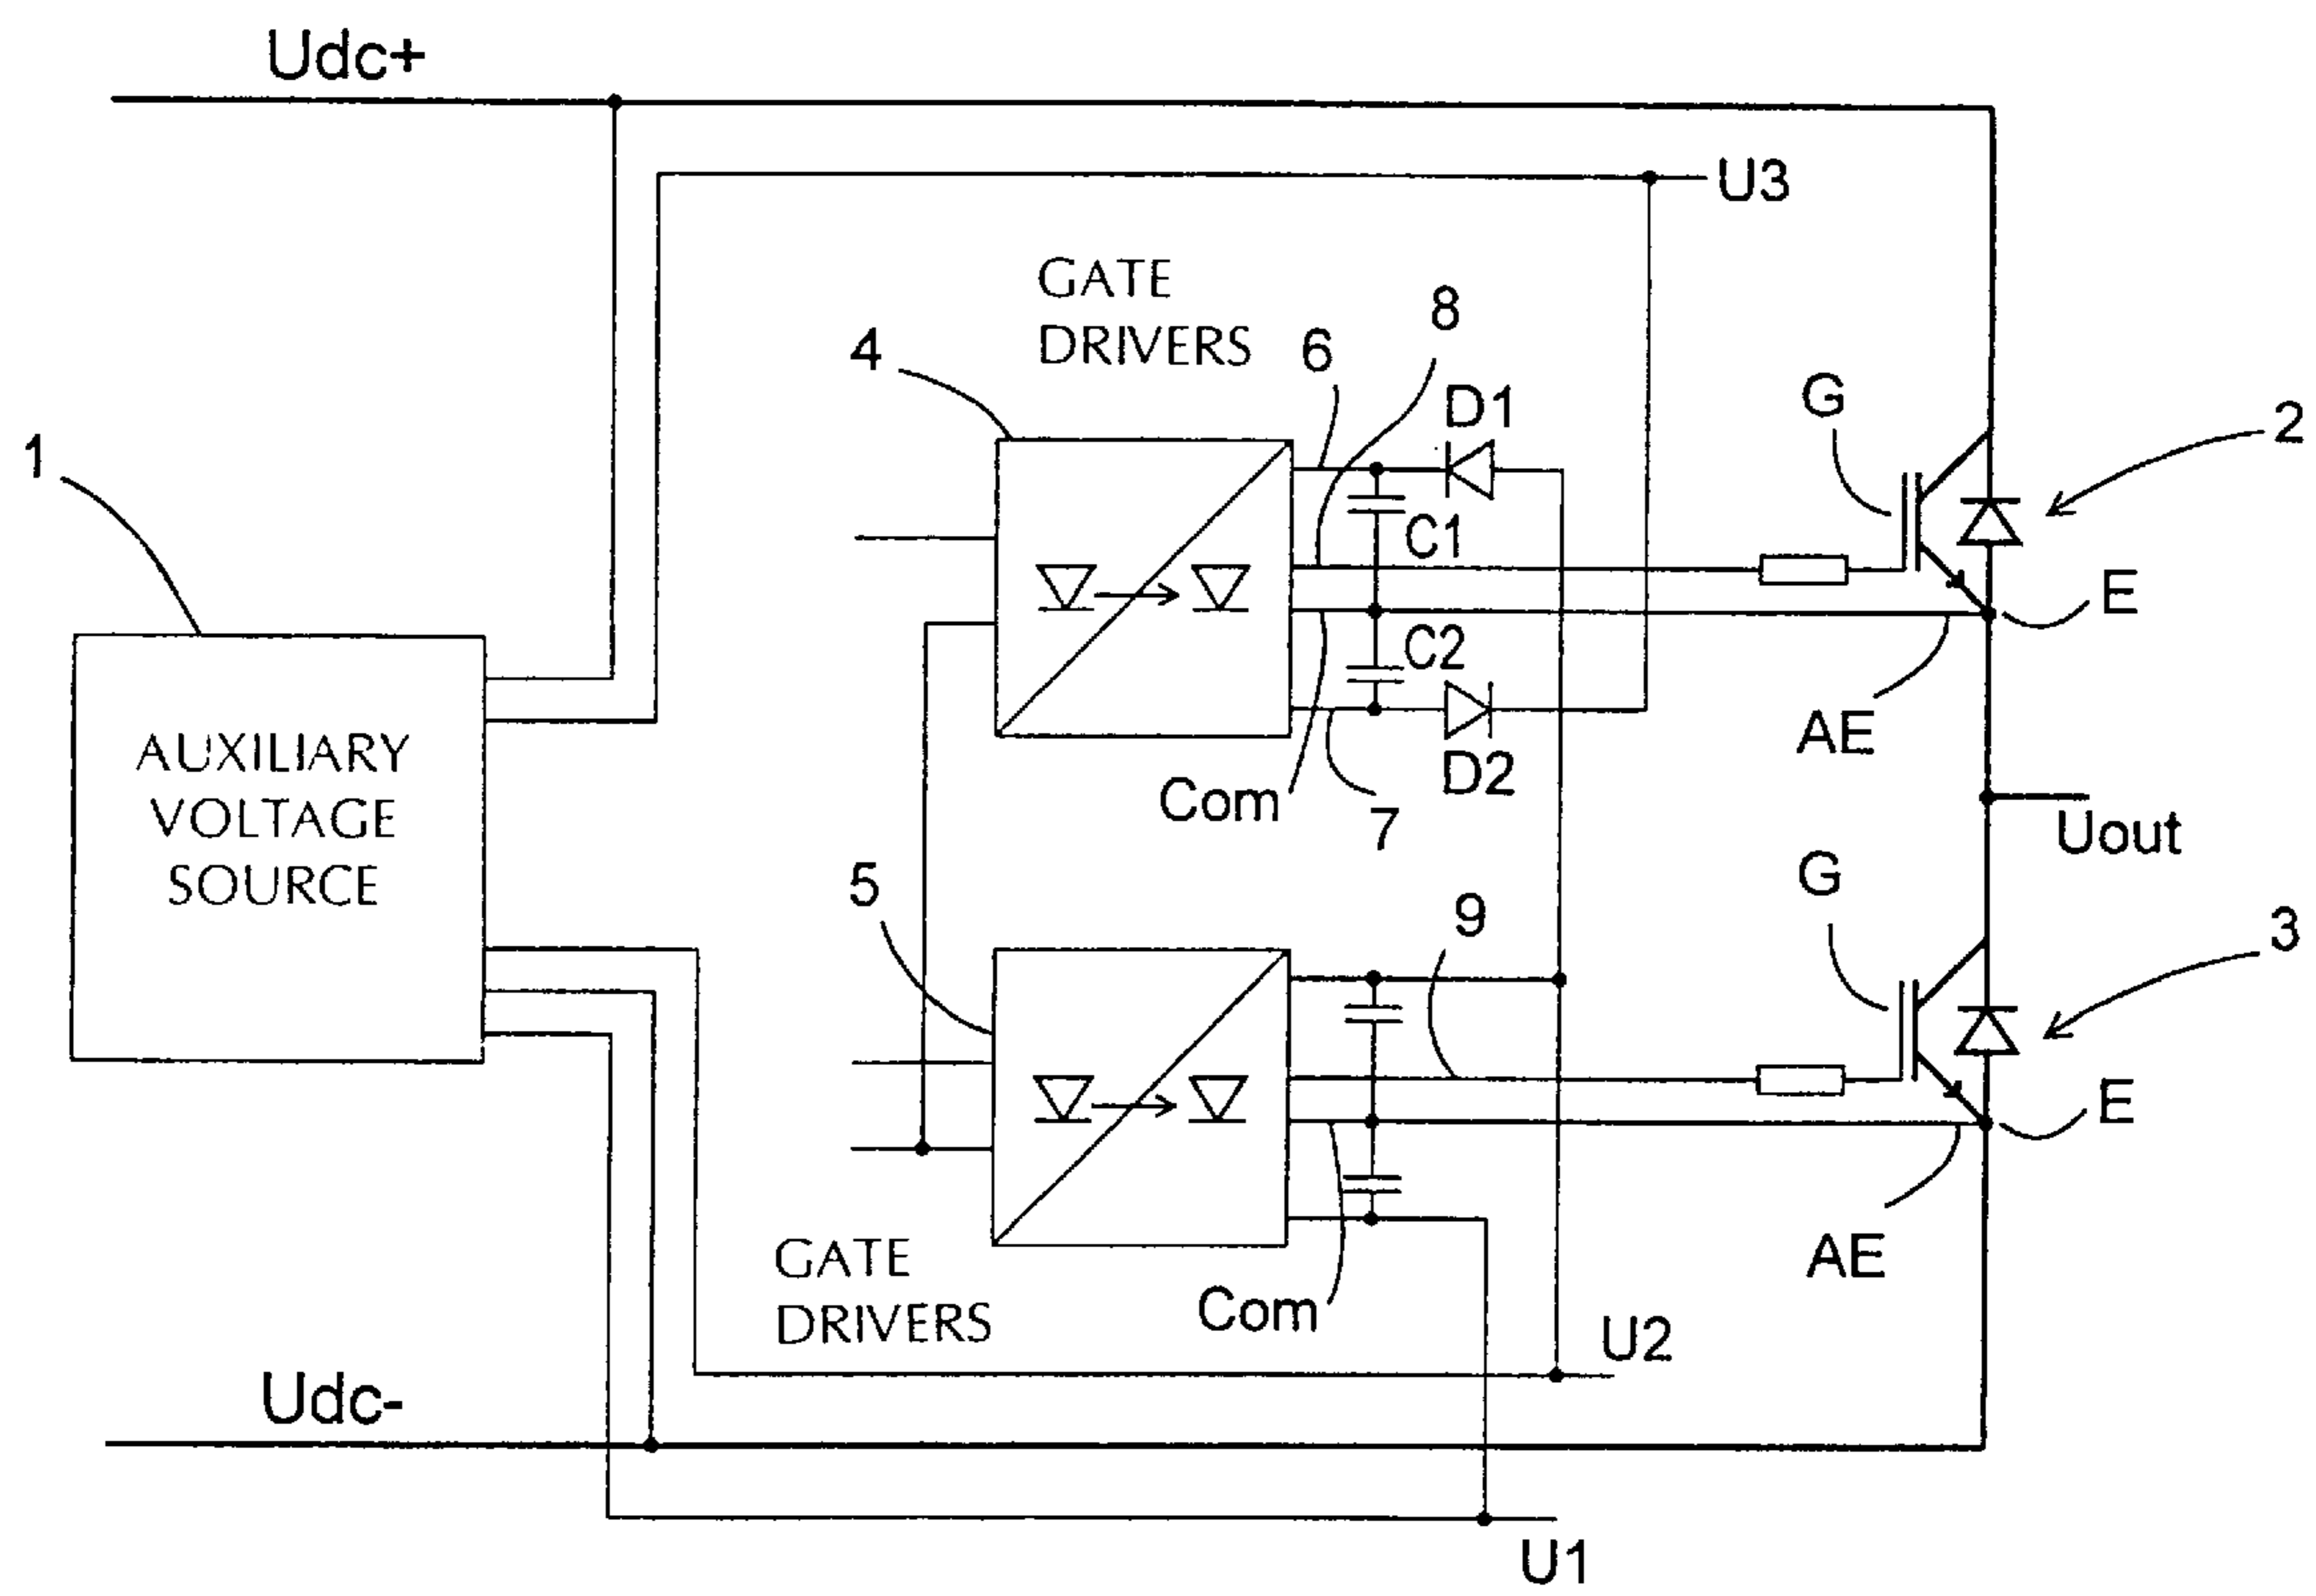 Udc+
U3
GATE
DRIVERS
8
4
6
D1
G
2
1
C1
E
C2
AUXILIARY
VOLTAGE
SOURCE
AE
D2
Com
7
Uout
G
5
9
3
E
GATE
DRIVERS
AE
Com
U2
Udc-
U1